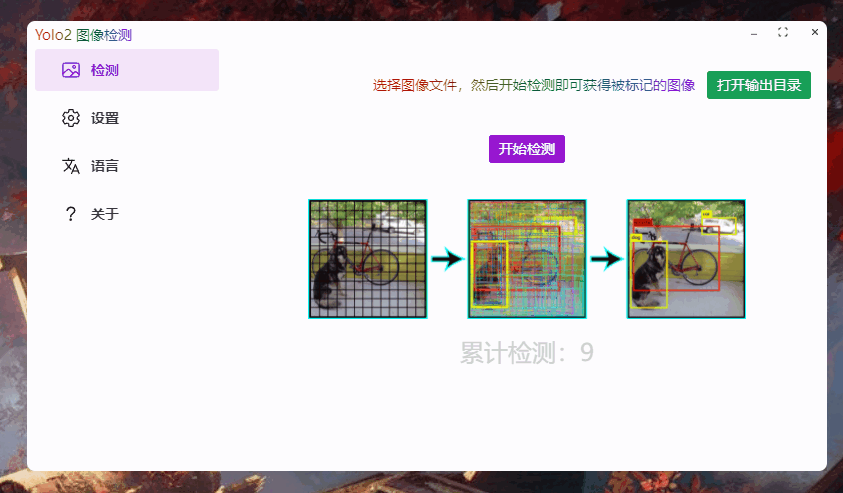 Yolo2 图像检测
检测
设置
语言
关于
选择图像文件，然后开始检测即可获得被标记的图像
打开输出目录
开始检测
累计检测：9